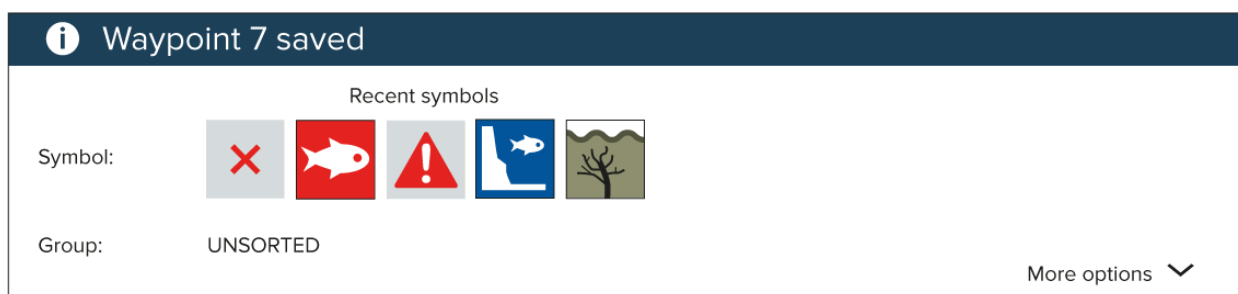 Waypoint 7 saved
Recent symbols
Symbol:
Group: UNSORTED
More options